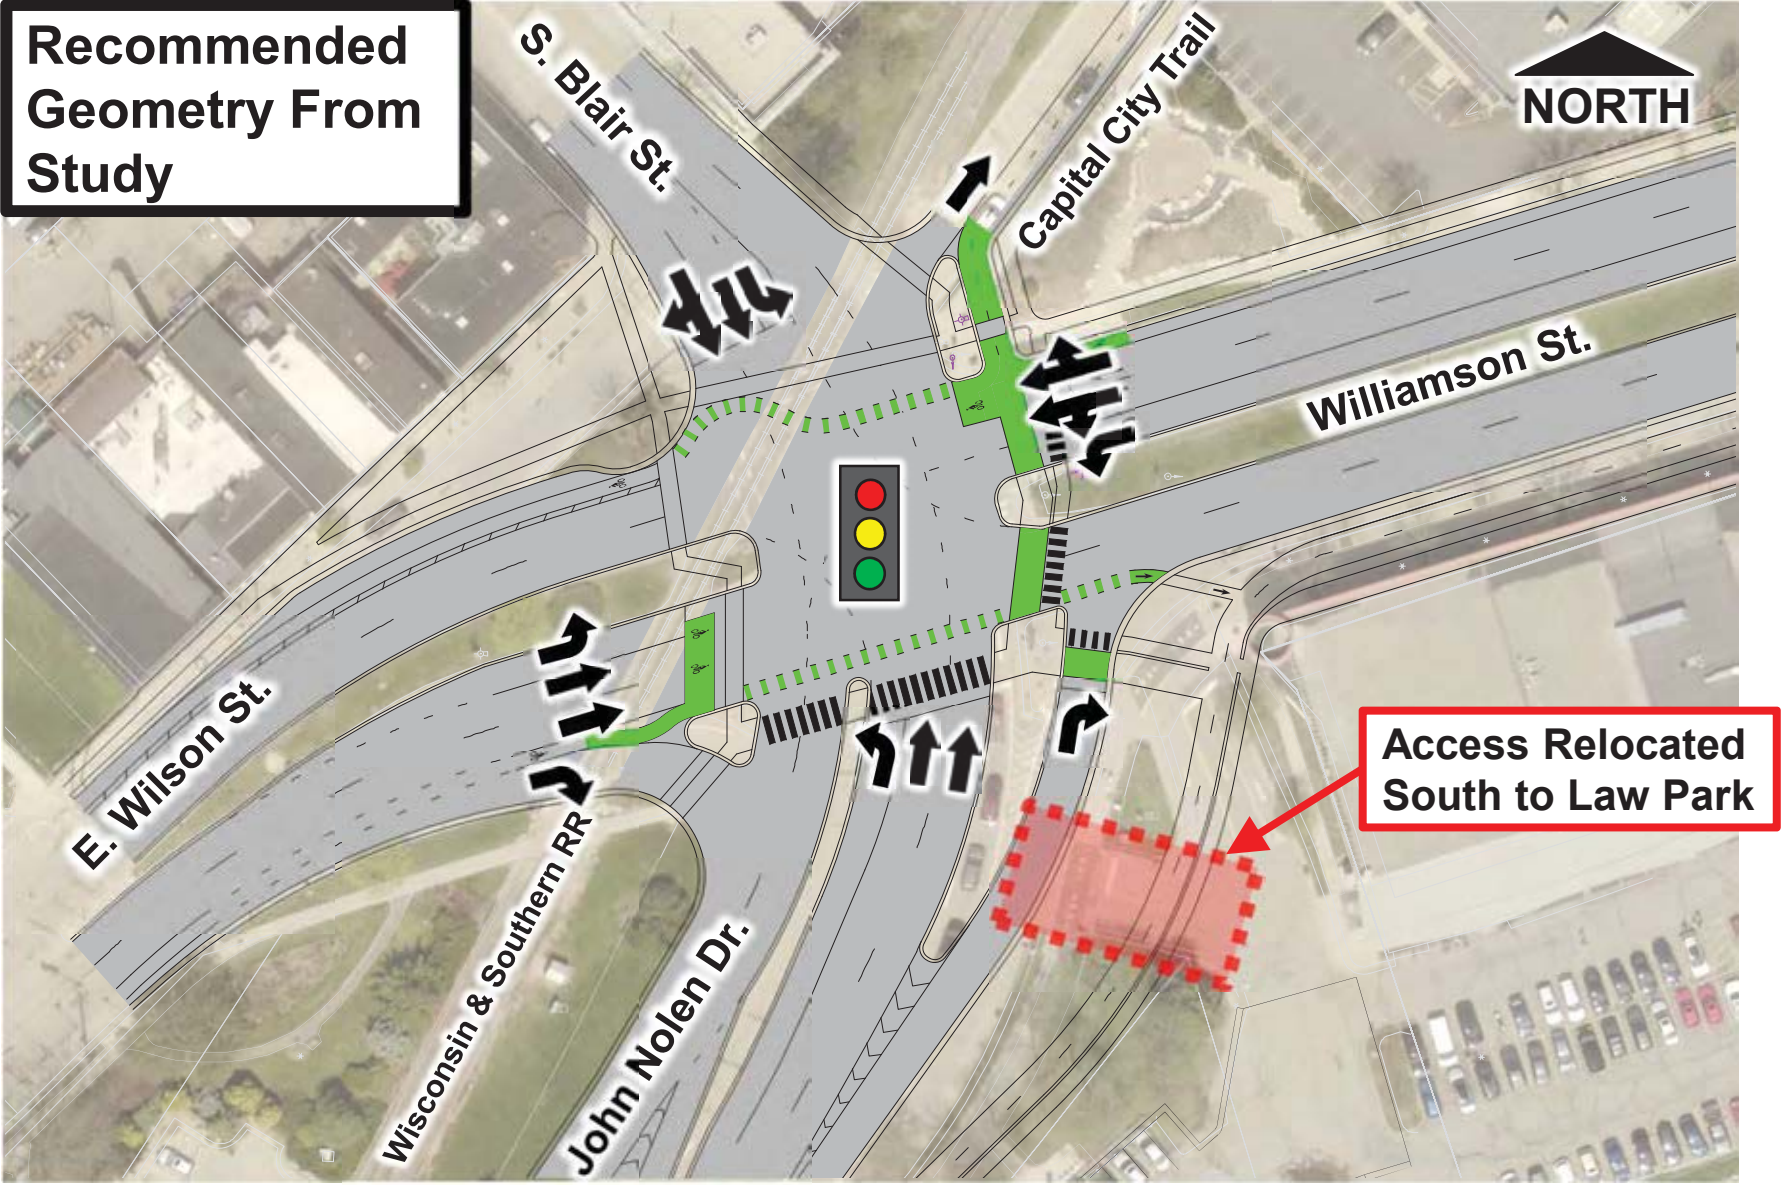 Recommended
Geometry From
Study
S. Blair St.
Capital City Trail
NORTH
Williamson St.
E. Wilson St.
Wisconsin & Southern RR
John Nolen Dr.
Access Relocated
South to Law Park